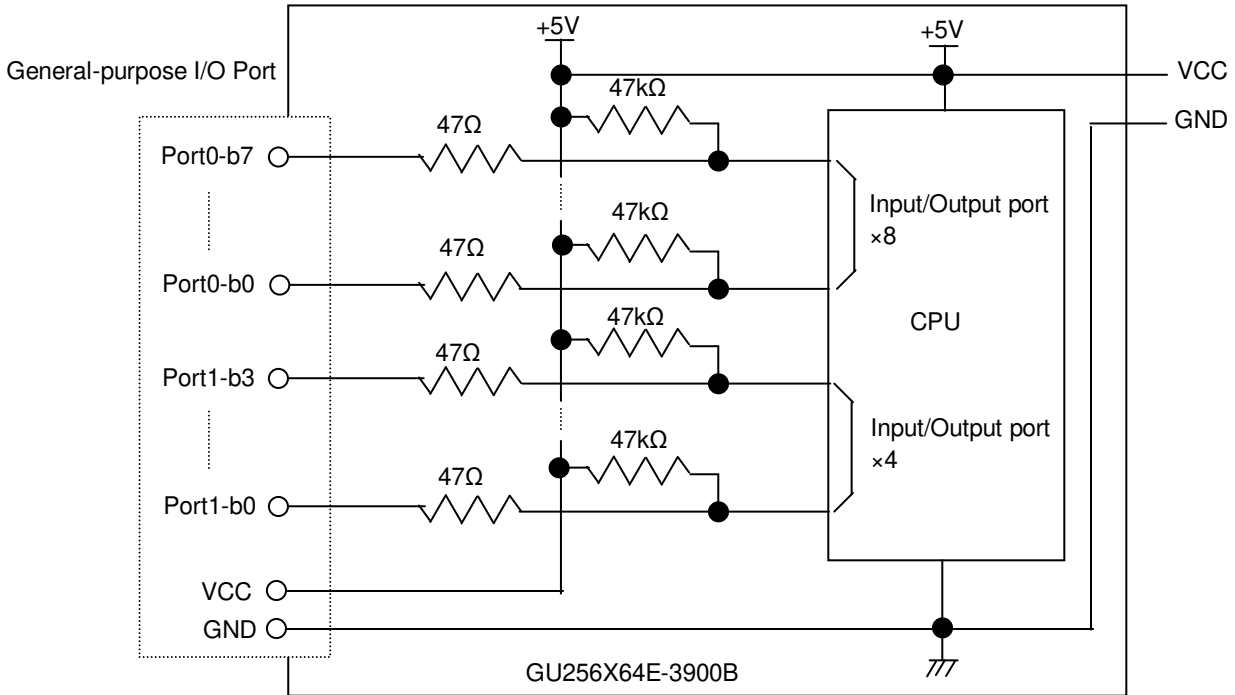 +5V
+5V
General-purpose I/O Port
VCC
47kΩ
GND
47Ω
Port0-b7
Input/Output port
×8
47kΩ
47Ω
Port0-b0
47kΩ
CPU
47Ω
Port1-b3
Input/Output port
×4
47kΩ
47Ω
Port1-b0
VCC
GND
GU256X64E-3900B